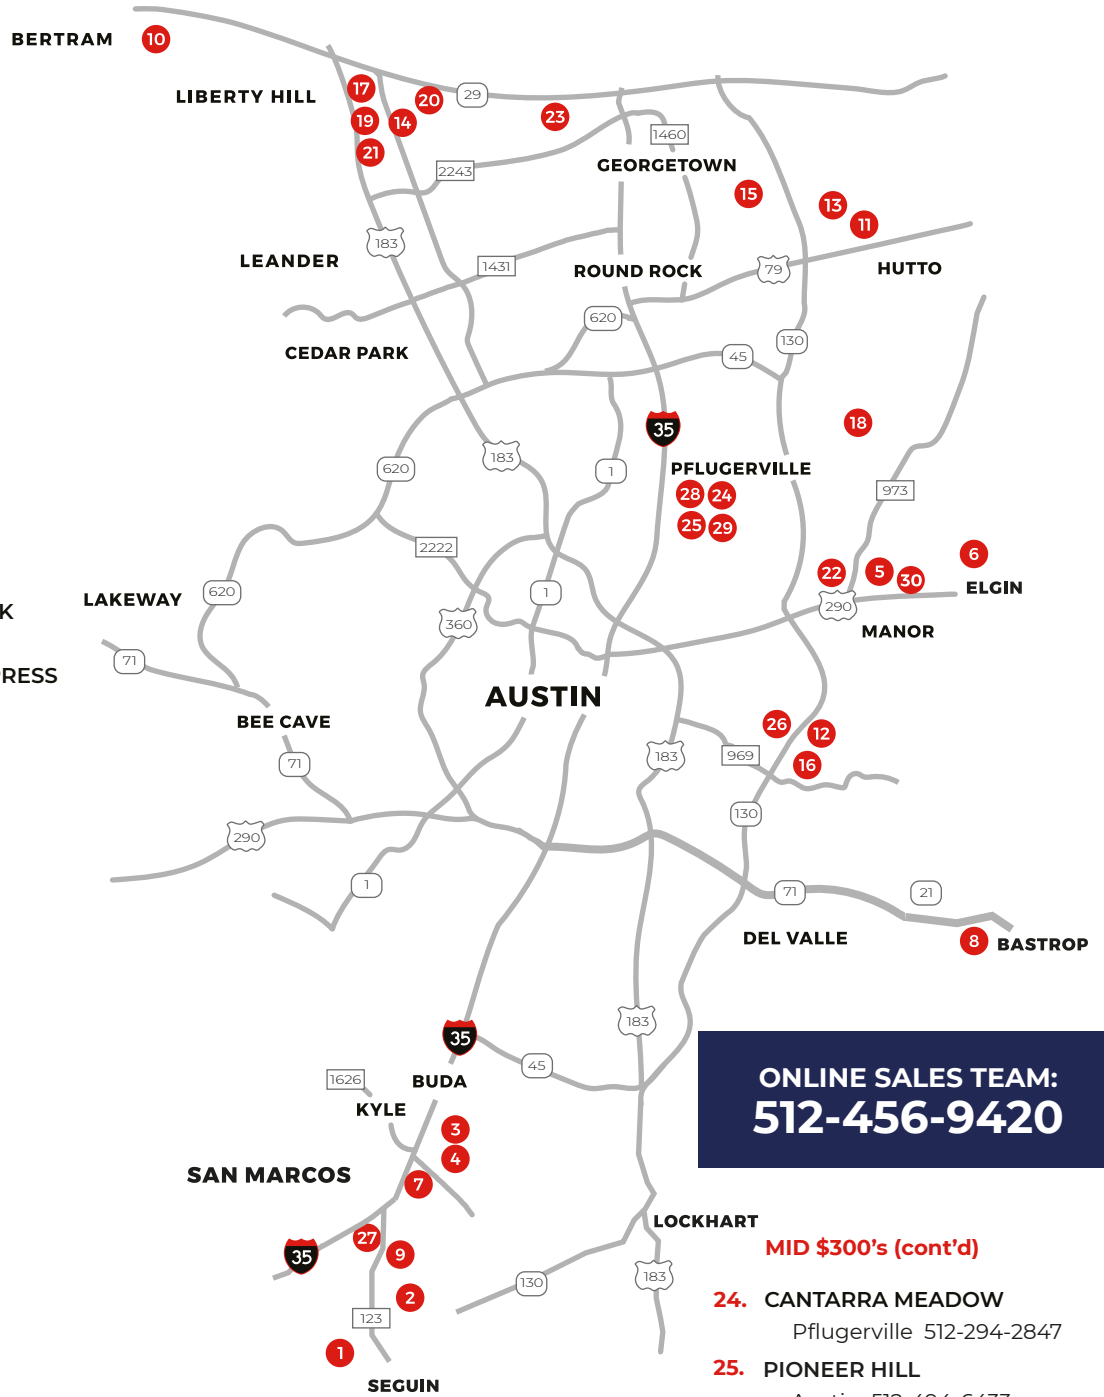 BERTRAM
10
LIBERTY HILL
17
20
29
19
14
23
21
1460
2243
GEORGETOWN
15
13
11
183
LEANDER
1431
ROUND ROCK
79
HUTTO
620
130
CEDAR PARK
45
18
35
183
620
1
PFLUGERVILLE
28
24
973
25
29
2222
6
22
5
30
ELGIN
LAKEWAY
620
1
290
K
360
MANOR
71
RESS
AUSTIN
BEE CAVE
26
12
183
969
16
71
130
290
1
71
21
DEL VALLE
8
BASTROP
183
35
45
1626
BUDA
KYLE
ONLINE SALES TEAM:
512-456-9420
3
4
SAN MARCOS
7
LOCKHART
27
9
35
MID $300's (cont'd)
183
130
2
24. CANTARRA MEADOW
123
Pflugerville 512-294-2847
1
25. PIONEER HILL
SEGUIN